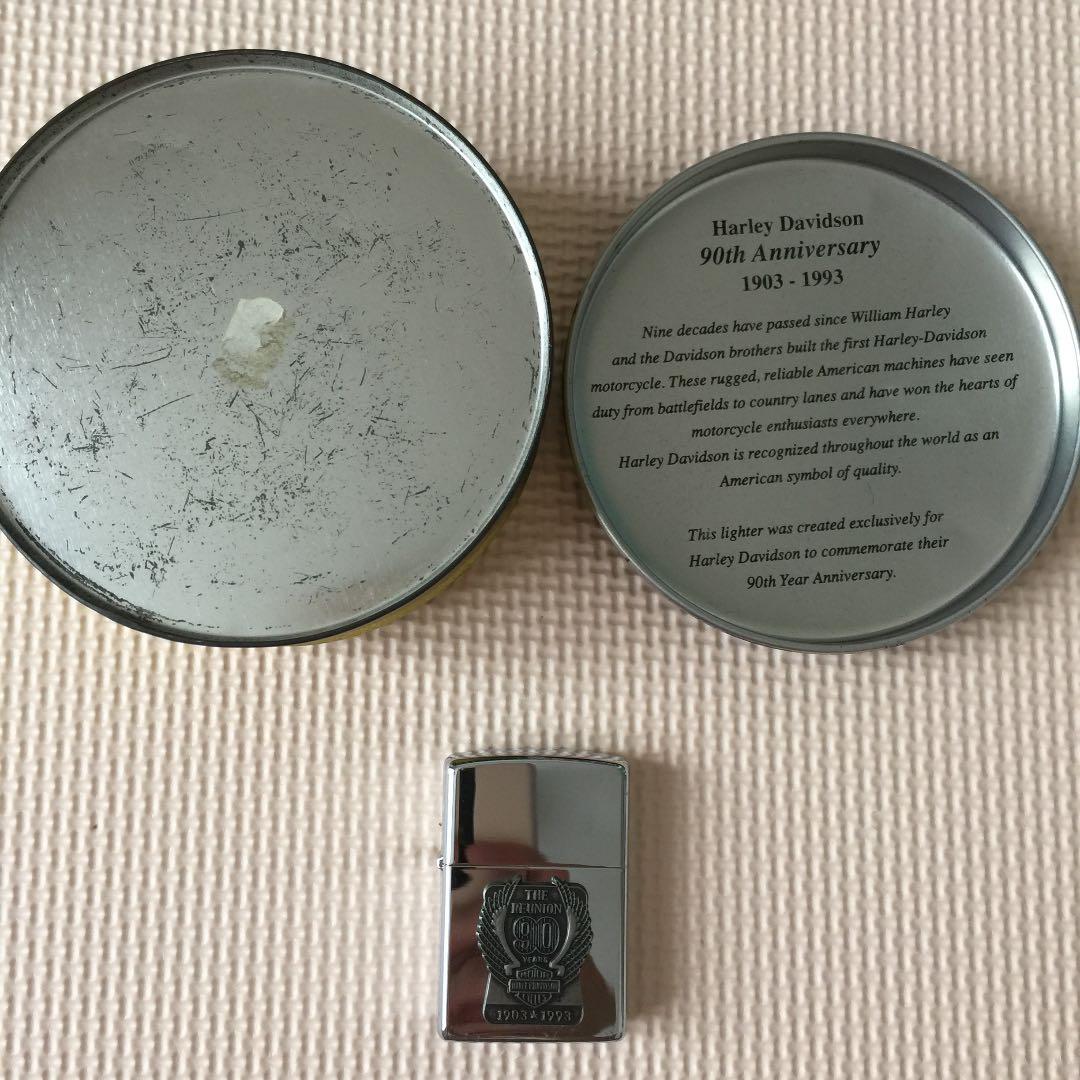 Harley Davidson
90th Anniversary
1903 - 1993
Nine decades have passed since William Harley
and the Davidson brothers built the first Harley-Davidson
motorcycle. These rugged, reliable American machines have seen
duty from battlefields to country lanes and have won the hearts of
motorcycle enthusiasts everywhere.
Harley Davidson is recognized throughout the world as an
American symbol of quality.
This lighter was created exclusively for
Harley Davidson to commemorate their
90th Year Anniversary.
THE
REUNION
90
YEARS
1903 ★ 1993